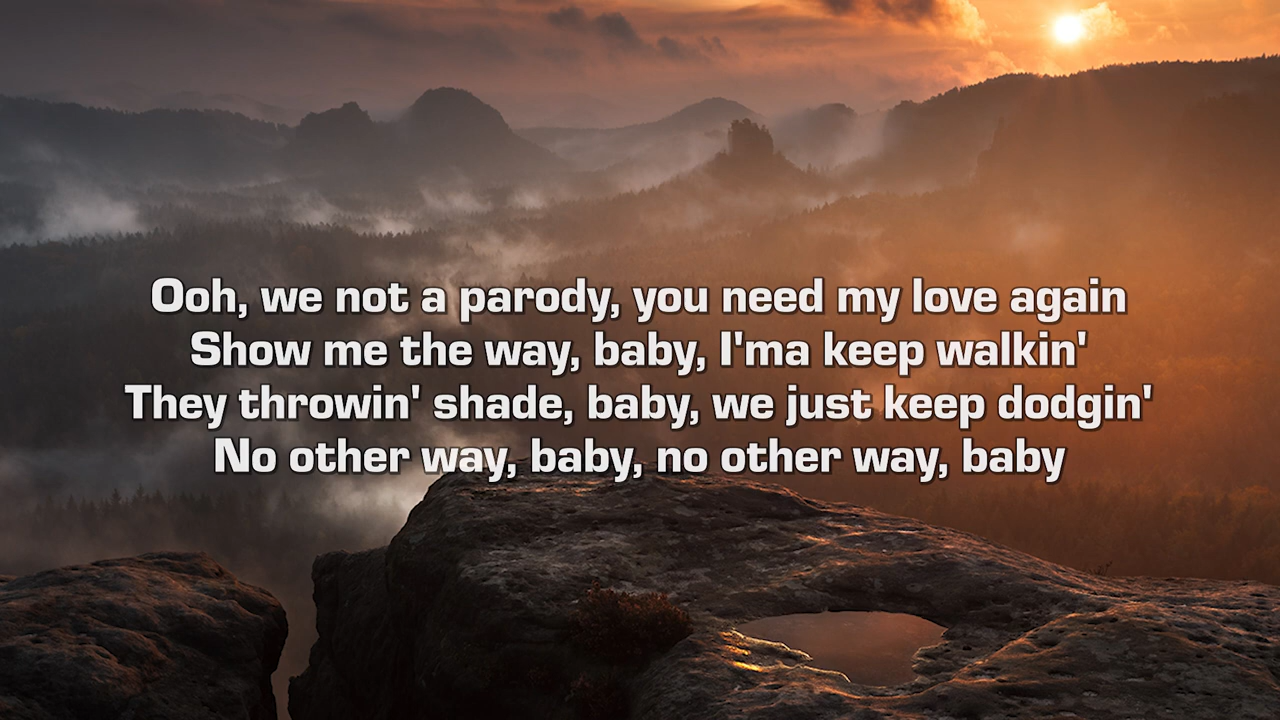 Ooh, we not a parody, you need my love again
Show me the way, baby, I'ma keep walkin'
They throwin' shade, baby, we just keep dodgin'
No other way, baby, no other way, baby